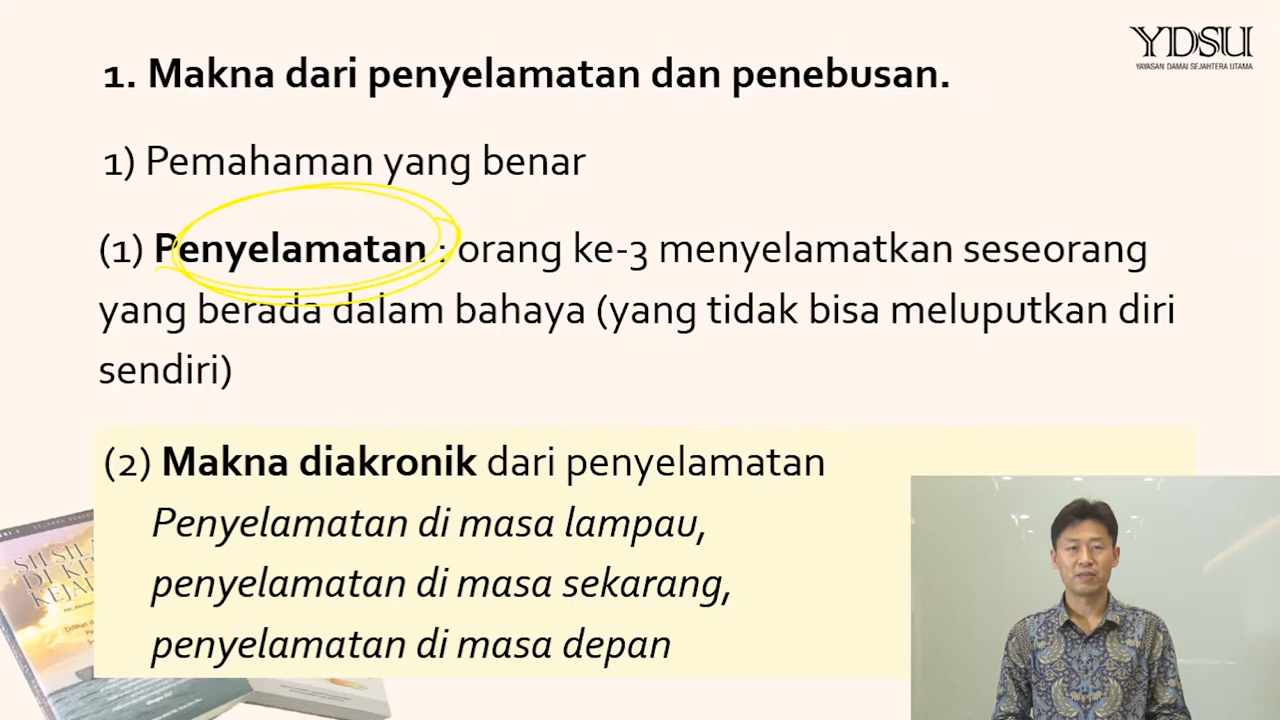 YDSU
YAYASAN DAMAI SEJAHTERA UTAMA
1. Makna dari penyelamatan dan penebusan.
1) Pemahaman yang benar
(1) Penyelamatan : orang ke-3 menyelamatkan seseorang
yang berada dalam bahaya (yang tidak bisa meluputkan diri
sendiri)
(2) Makna diakronik dari penyelamatan
Penyelamatan di masa lampau,
penyelamatan di masa sekarang,
penyelamatan di masa depan
DI